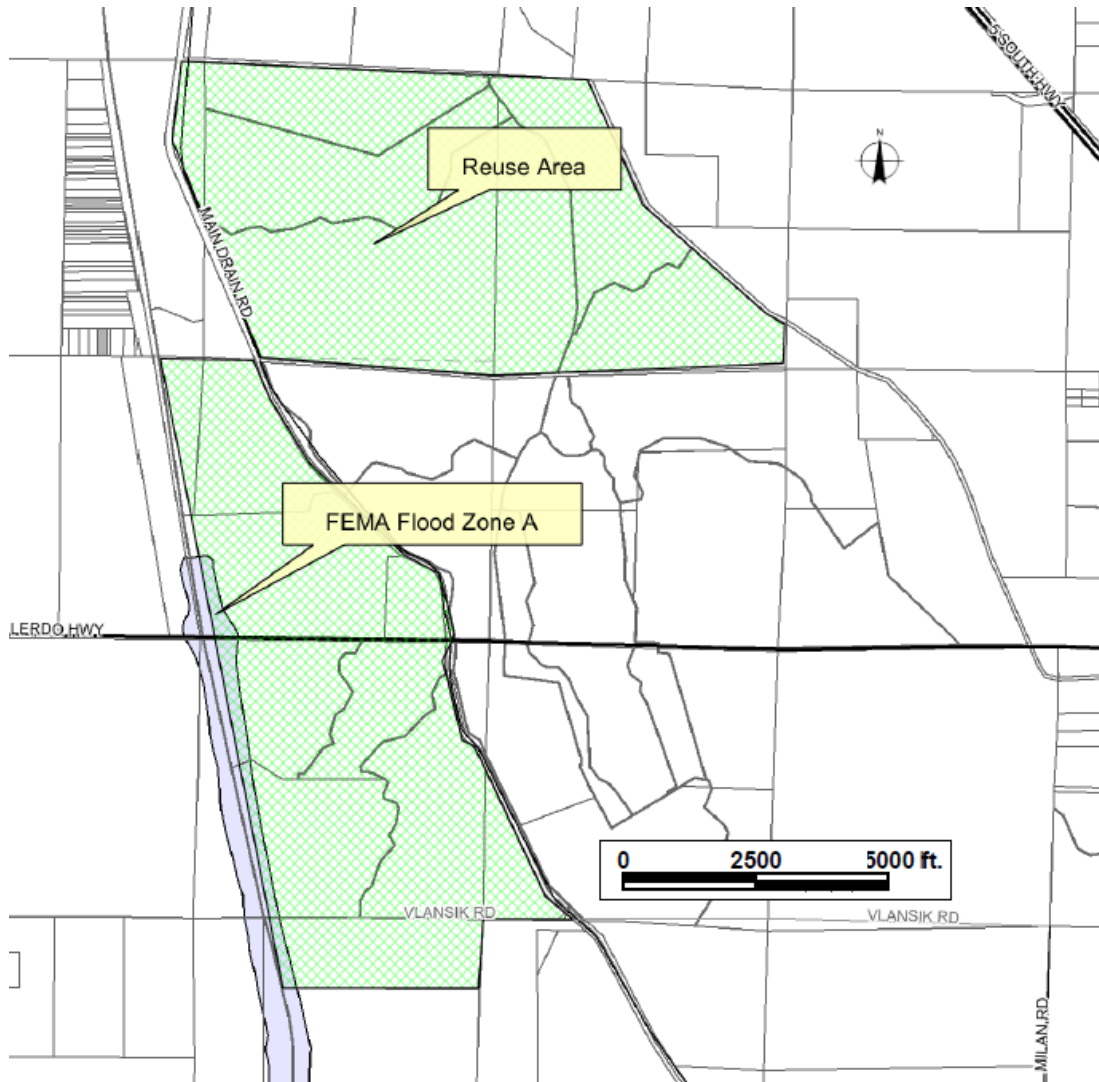 5 SOUTH HWY
N
Reuse Area
MAIN DRAIN RD
FEMA Flood Zone A
LERDO HWY
0 2500 5000 ft.
VLANSIK RD
VLANSIK RD
MILAN RD